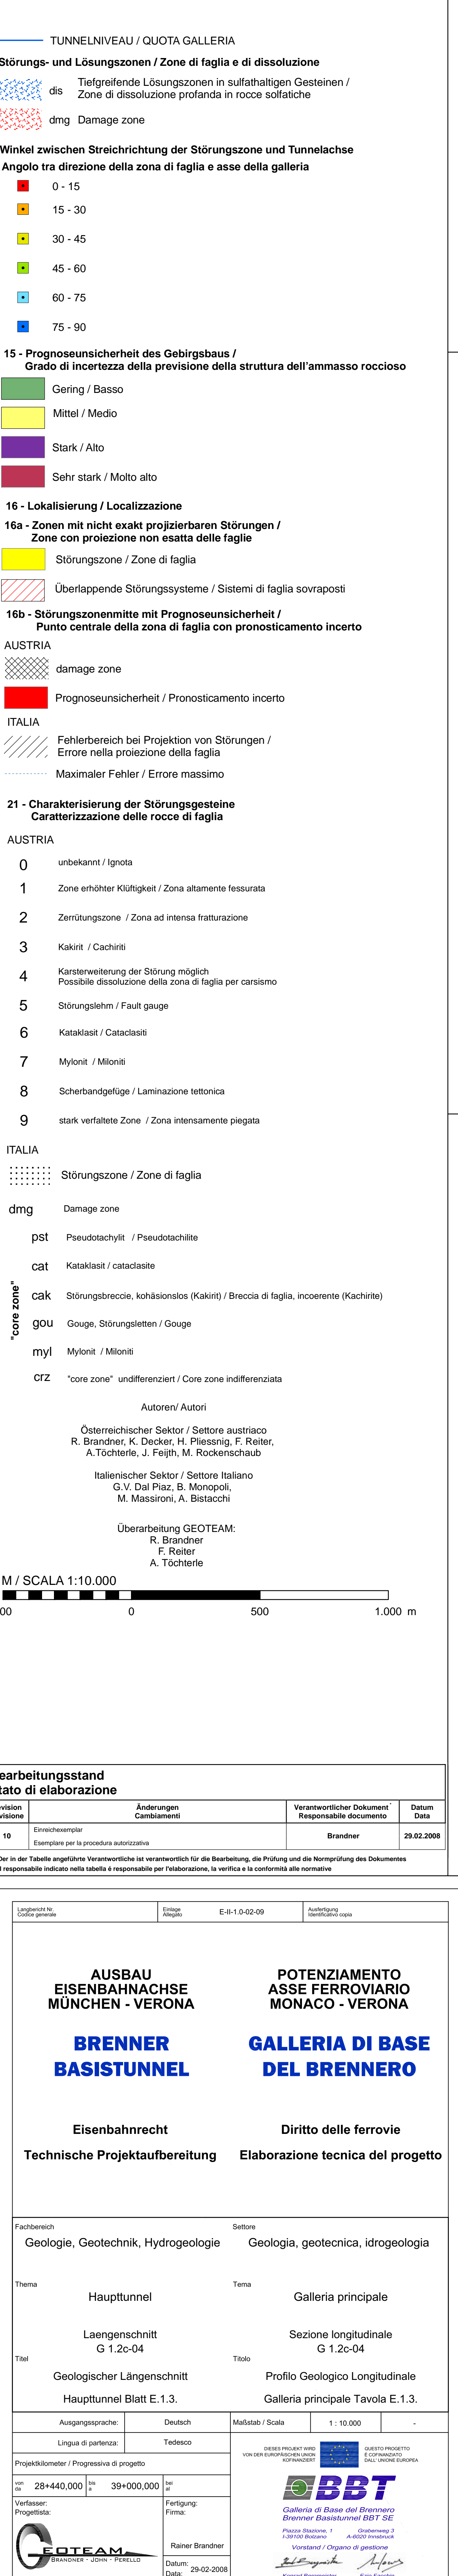 TUNNELNIVEAU / QUOTA GALLERIA
Störungs- und Lösungszonen / Zone di faglia e di dissoluzione
dis Tiefgreifende Lösungszonen in sulfathaltigen Gesteinen /
Zone di dissoluzione profanda in rocce solfatiche
dmg Damage zone
Winkel zwischen Streichrichtung der Störungszone und Tunnelachse
Angolo tra direzione della zona di faglia e asse della galleria
0 - 15
15 - 30
30 - 45
45 - 60
60 - 75
75 - 90
15 - Prognoseunsicherheit des Gebirgsbaus /
Grado di incertezza della previsione della struttura dell'ammasso roccioso
Gering / Basso
Mittel / Medio
Stark / Alto
Sehr stark / Molto alto
16 - Lokalisierung / Localizzazione
16a - Zonen mit nicht exakt projizierbaren Störungen /
Zone con proiezione non esatta delle faglie
Störungszone / Zone di faglia
Überlappende Störungssysteme / Sistemi di faglia sovraposti
16b - Störungszonenmitte mit Prognoseunsicherheit /
Punto centrale della zona di faglia con pronosticamento incerto
AUSTRIA
damage zone
Prognoseunsicherheit / Pronosticamento incerto
ITALIA
Fehlerbereich bei Projektion von Störungen /
Errore nella proiezione della faglia
Maximaler Fehler / Errore massimo
21 - Charakterisierung der Störungsgesteine
Caratterizzazione delle rocce di faglia
AUSTRIA
0 unbekannt / Ignota
1 Zone erhöhter Klüftigkeit / Zona altamente fessurata
2 Zerrütungszone / Zona ad intensa fratturazione
3 Kakirit / Cachiriti
4 Karsterweiterung der Störung möglich
Possibile dissoluzione della zona di faglia per carsismo
5 Störungslehm / Fault gauge
6 Kataklasit / Cataclasiti
7 Mylonit / Miloniti
8 Scherbandgefüge / Laminazione tettonica
9 stark verfaltete Zone / Zona intensamente piegata
ITALIA
Störungszone / Zone di faglia
dmg Damage zone
"core zone"
pst Pseudotachylit / Pseudotachilite
cat Kataklasit / cataclasite
cak Störungsbreccie, kohäsionslos (Kakirit) / Breccia di faglia, incoerente (Kachirite)
gou Gouge, Störungsletten / Gouge
myl Mylonit / Miloniti
crz "core zone" undifferenziert / Core zone indifferenziata
Autoren/ Autori
Österreichischer Sektor / Settore austriaco
R. Brandner, K. Decker, H. Pliessnig, F. Reiter,
A.Töchterle, J. Feijth, M. Rockenschaub
Italienischer Sektor / Settore Italiano
G.V. Dal Piaz, B. Monopoli,
M. Massironi, A. Bistacchi
Überarbeitung GEOTEAM:
R. Brandner
F. Reiter
A. Töchterle
M / SCALA 1:10.000
00 0 500 1.000 m
earbeitungsstand
tato di elaborazione
vision Änderungen Verantwortlicher Dokument Datum
visione Cambiamenti Responsabile documento Data
10 Einreichexemplar Brandner 29.02.2008
Esemplare per la procedura autorizzativa
Der in der Tabelle angeführte Verantwortliche ist verantwortlich für die Bearbeitung, die Prüfung und die Normprüfung des Dokumentes
l responsabile indicato nella tabella é responsabile per l'elaborazione, la verifica e la conformità alle normative
Langbericht Nr. Einlage E-II-1.0-02-09 Ausfertigung
Codice generale Allegato Identificativo copia
AUSBAU
EISENBAHNACHSE
MÜNCHEN - VERONA
POTENZIAMENTO
ASSE FERROVIARIO
MONACO - VERONA
BRENNER
BASISTUNNEL
GALLERIA DI BASE
DEL BRENNERO
Eisenbahnrecht Diritto delle ferrovie
Technische Projektaufbereitung Elaborazione tecnica del progetto
Fachbereich Settore
Geologie, Geotechnik, Hydrogeologie Geologia, geotecnica, idrogeologia
Thema Tema
Haupttunnel Galleria principale
Laengenschnitt Sezione longitudinale
G 1.2c-04 G 1.2c-04
Titel Titolo
Geologischer Längenschnitt Profilo Geologico Longitudinale
Haupttunnel Blatt E.1.3. Galleria principale Tavola E.1.3.
Ausgangssprache: Deutsch Maßstab / Scala 1 : 10.000 -
Lingua di partenza: Tedesco
DIESES PROJEKT WIRD
VON DER EUROPÄISCHEN UNION
KOFINANZIERT
QUESTO PROGETTO
E COFINANZIATO
DALL' UNIONE EUROPEA
Projektkilometer / Progressiva di progetto
von da 28+440,000 bis a 39+000,000 bei al
BBT
Galleria di Base del Brennero
Brenner Basistunnel BBT SE
Piazza Stazione, 1 Grabenweg 3
I-39100 Bolzano A-6020 Innsbruck
Vorstand / Organo di gestione
Verfasser: Fertigung:
Progettista: Firma:
GEOTEAM
BRANDNER - JOHN - PERELLO
Rainer Brandner
Datum:
Data: 29-02-2008